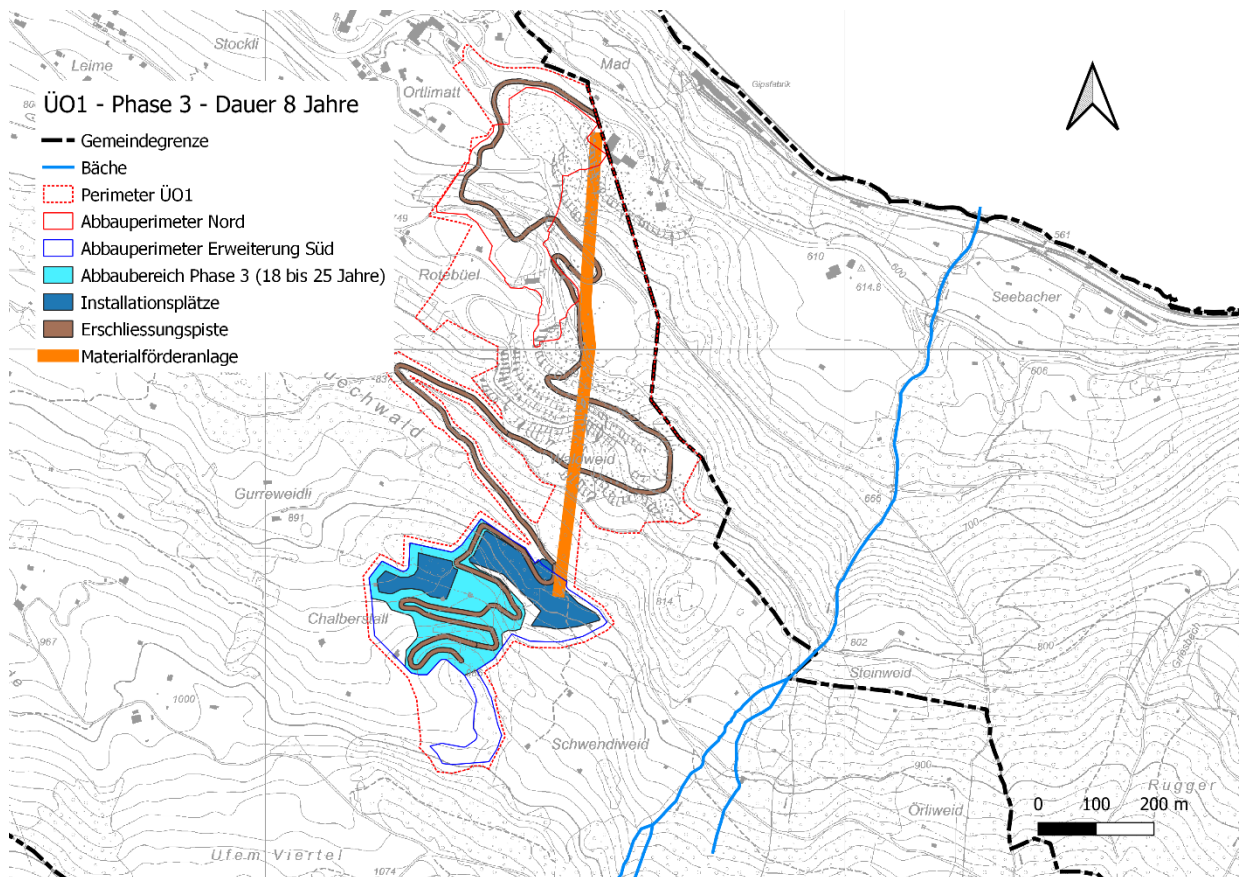 Stockli
Leime
Mad
Gipsfabrik
Ortlimatt
ÜO1 - Phase 3 - Dauer 8 Jahre
Gemeindegrenze
Bäche
Perimeter ÜO1
Abbauperimeter Nord
Abbauperimeter Erweiterung Süd
Abbaubereich Phase 3 (18 bis 25 Jahre)
Installationsplätze
Erschliessungspiste
Materialförderanlage
749
Rotebüel
561
610
600
614.8
Seebacher
606
echwald
Gurreweidli
891
666
700
814
Chalberstall
967
802
800
Steinweid
1000
Schwendiweid
900
Rugger
Örliweid
0 100 200 m
Ufem Viertel
1074